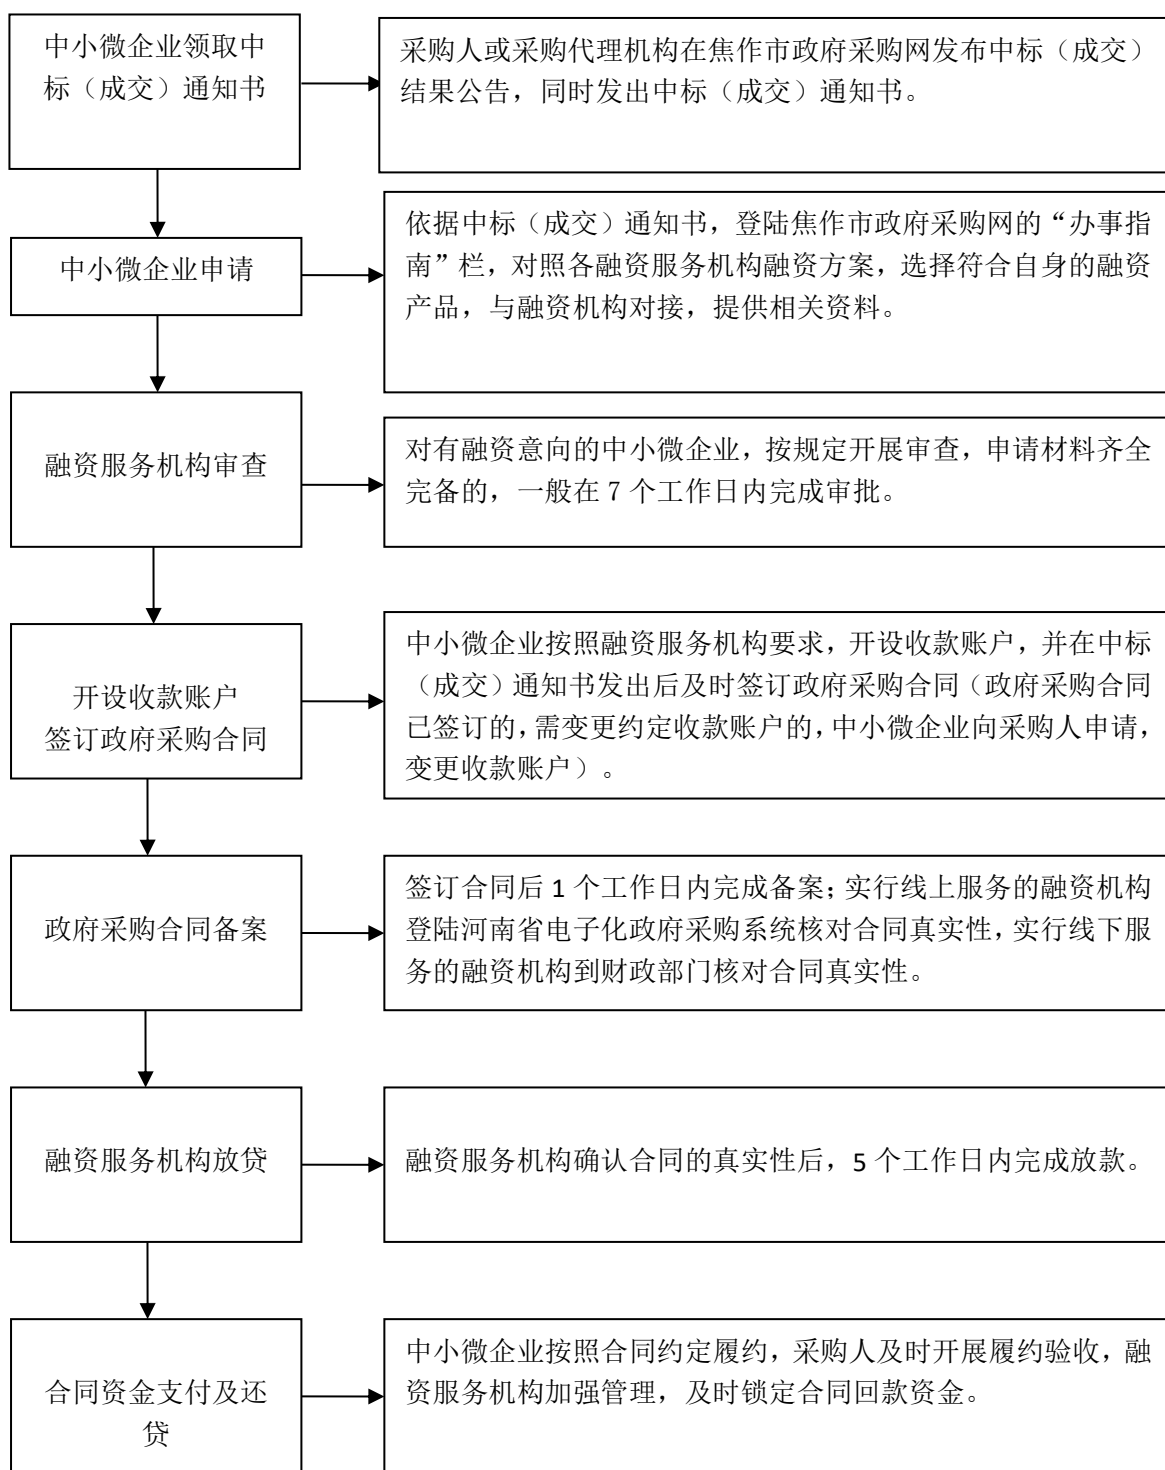 中小微企业领取中
标（成交）通知书
采购人或采购代理机构在焦作市政府采购网发布中标（成交）
结果公告，同时发出中标（成交）通知书。
中小微企业申请
依据中标（成交）通知书，登陆焦作市政府采购网的“办事指
南”栏，对照各融资服务机构融资方案，选择符合自身的融资
产品，与融资机构对接，提供相关资料。
融资服务机构审查
对有融资意向的中小微企业，按规定开展审查，申请材料齐全
完备的，一般在 7 个工作日内完成审批。
开设收款账户
签订政府采购合同
中小微企业按照融资服务机构要求，开设收款账户，并在中标
（成交）通知书发出后及时签订政府采购合同（政府采购合同
已签订的，需变更约定收款账户的，中小微企业向采购人申请，
变更收款账户）。
政府采购合同备案
签订合同后 1 个工作日内完成备案；实行线上服务的融资机构
登陆河南省电子化政府采购系统核对合同真实性，实行线下服
务的融资机构到财政部门核对合同真实性。
融资服务机构放贷
融资服务机构确认合同的真实性后，5 个工作日内完成放款。
合同资金支付及还
贷
中小微企业按照合同约定履约，采购人及时开展履约验收，融
资服务机构加强管理，及时锁定合同回款资金。